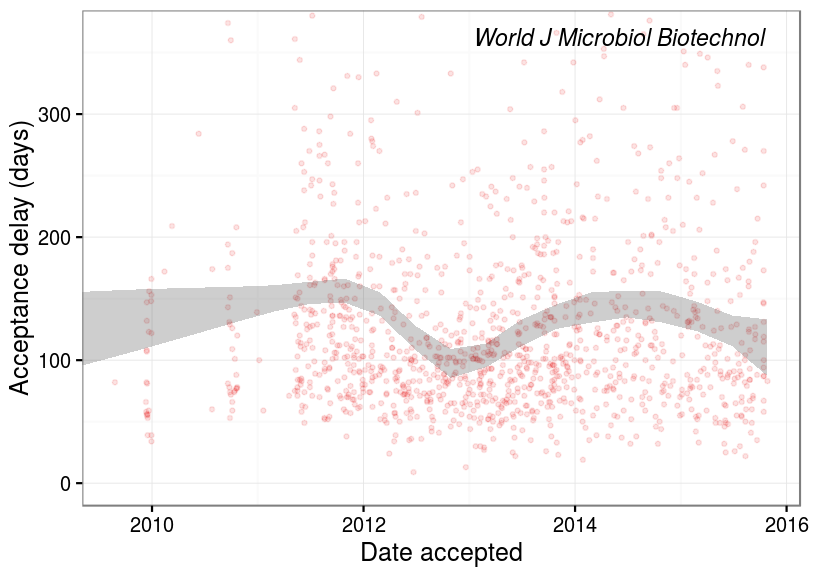 World J Microbiol Biotechnol
Acceptance delay (days)
300
200
100
0
2010 2012 2014 2016
Date accepted